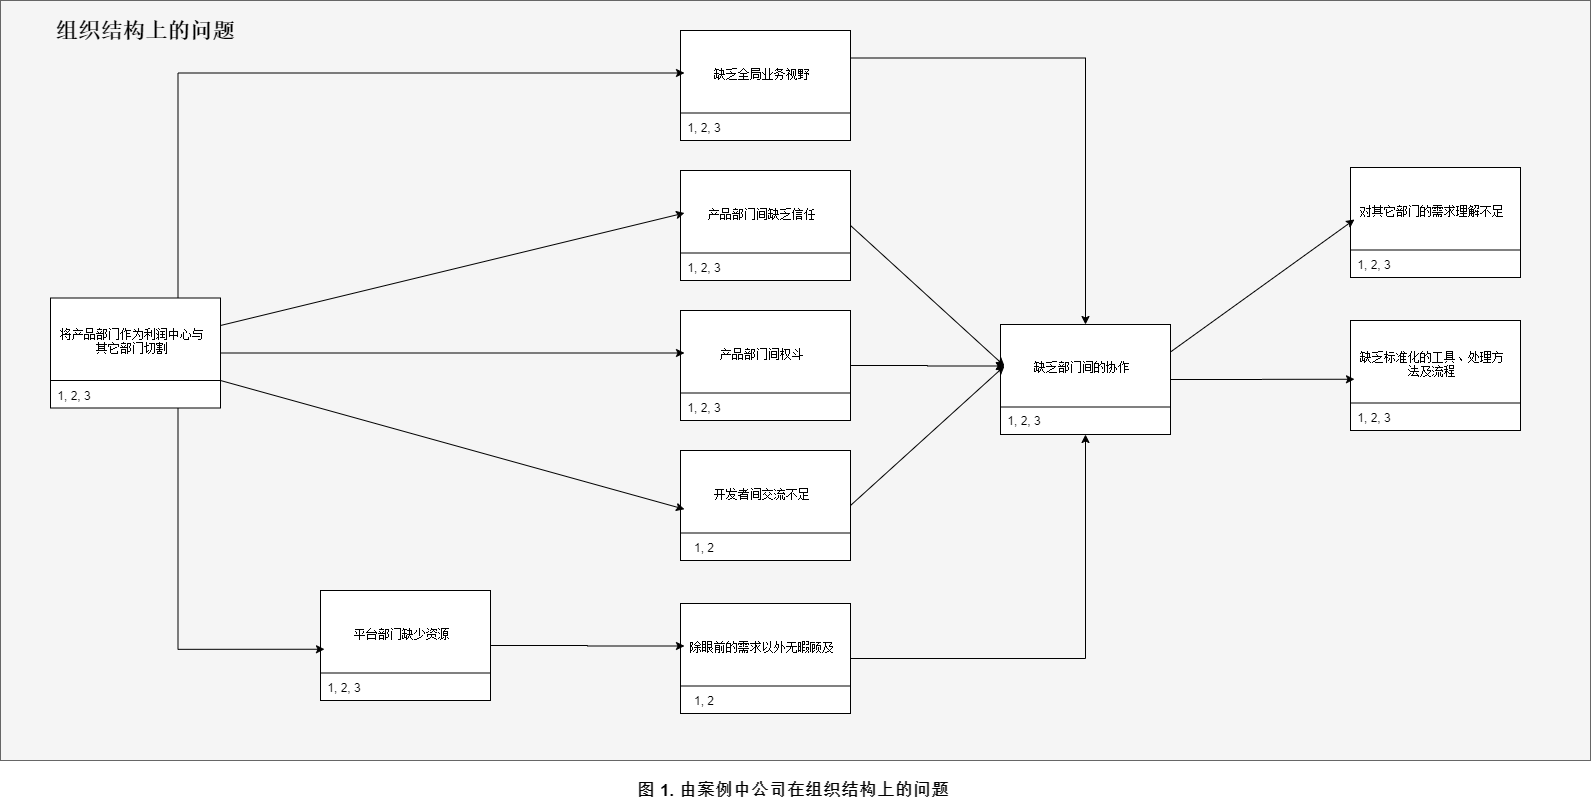 组织结构上的问题
缺乏全局业务视野
1, 2, 3
产品部门间缺乏信任
1, 2, 3
将产品部门作为利润中心与
其它部门切割
1, 2, 3
产品部门间权斗
1, 2, 3
开发者间交流不足
1, 2
平台部门缺少资源
1, 2, 3
除眼前的需求以外无暇顾及
1, 2
缺乏部门间的协作
1, 2, 3
对其它部门的需求理解不足
1, 2, 3
缺乏标准化的工具、处理方
法及流程
1, 2, 3
图 1. 由案例中公司在组织结构上的问题